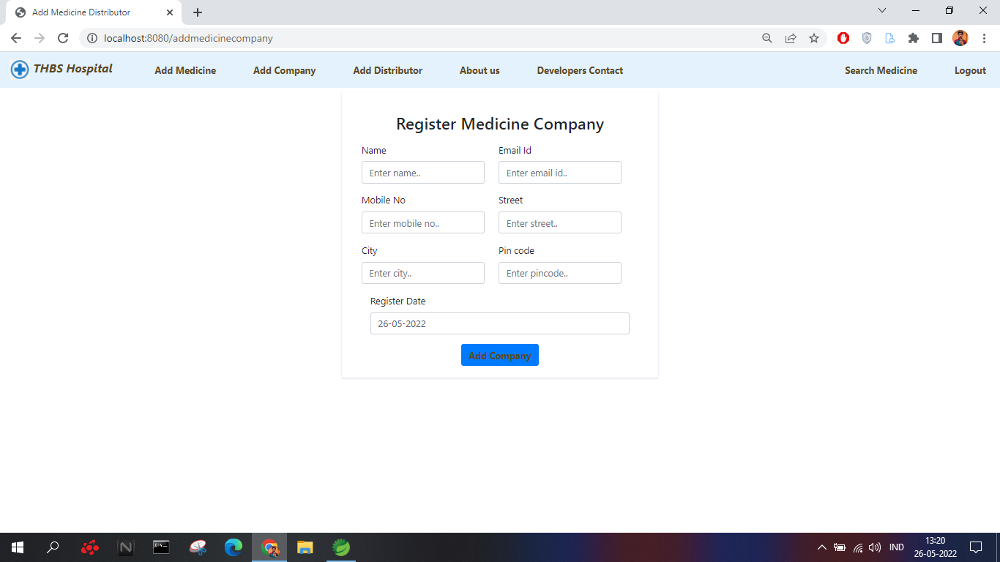 Add Medicine Distributor
localhost:8080/addmedicinecompany
THBS Hospital Add Medicine Add Company Add Distributor About us Developers Contact Search Medicine Logout
Register Medicine Company
Name Email Id
Enter name.. Enter email id..
Mobile No Street
Enter mobile no.. Enter street..
City Pin code
Enter city.. Enter pincode..
Register Date
26-05-2022
Add Company
IND 13:20
26-05-2022